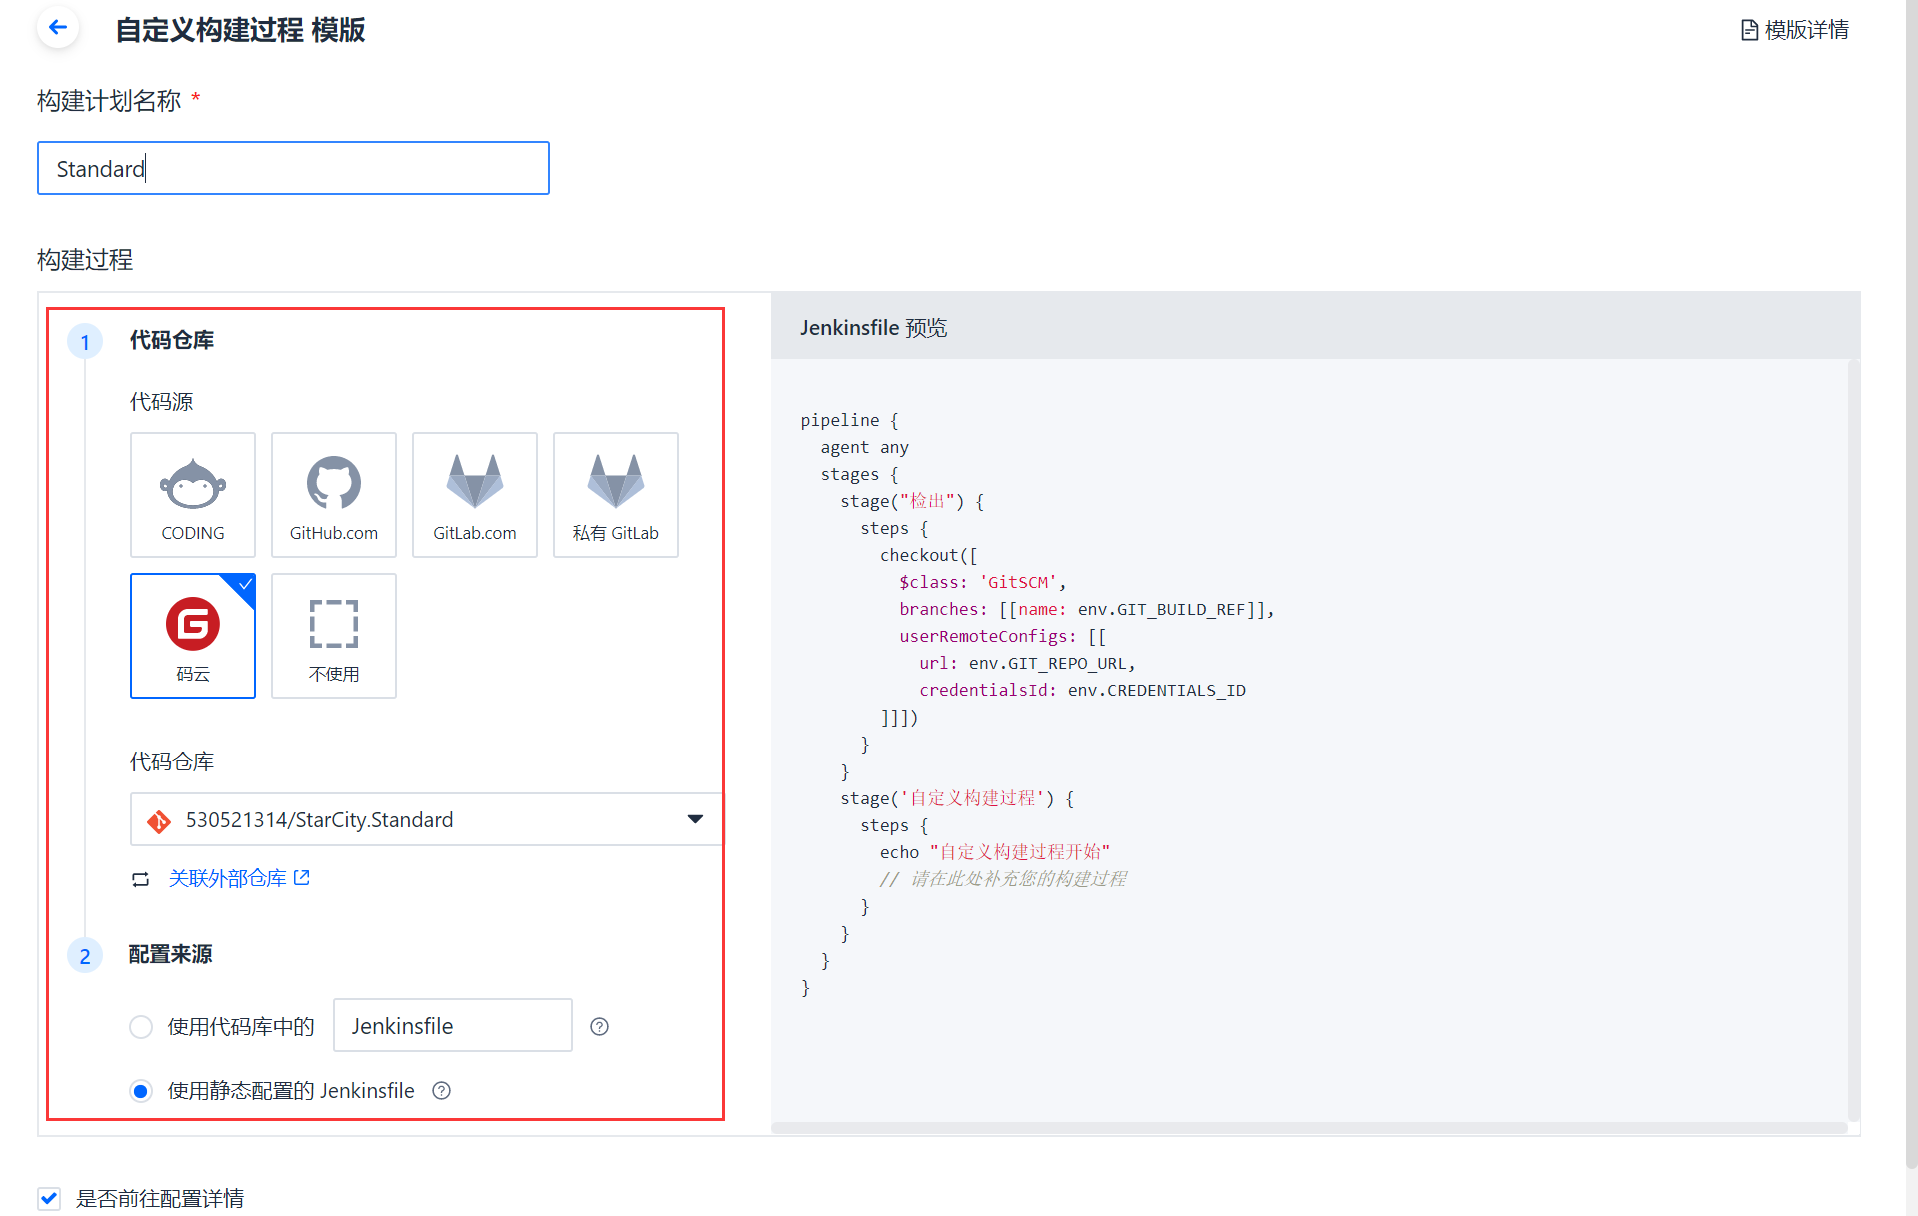 自定义构建过程 模版
模版详情
构建计划名称 *
Standard
构建过程
1
代码仓库
代码源
CODING
GitHub.com
GitLab.com
私有 GitLab
码云
不使用
代码仓库
530521314/StarCity.Standard
关联外部仓库
2
配置来源
使用代码库中的
Jenkinsfile
使用静态配置的 Jenkinsfile
Jenkinsfile 预览
pipeline {
  agent any
  stages {
    stage("检出") {
      steps {
        checkout([
          $class: 'GitSCM',
          branches: [[name: env.GIT_BUILD_REF]],
          userRemoteConfigs: [[
            url: env.GIT_REPO_URL,
            credentialsId: env.CREDENTIALS_ID
        ]]])
      }
    }
    stage('自定义构建过程') {
      steps {
        echo "自定义构建过程开始"
        // 请在此处补充您的构建过程
      }
    }
  }
}
是否前往配置详情